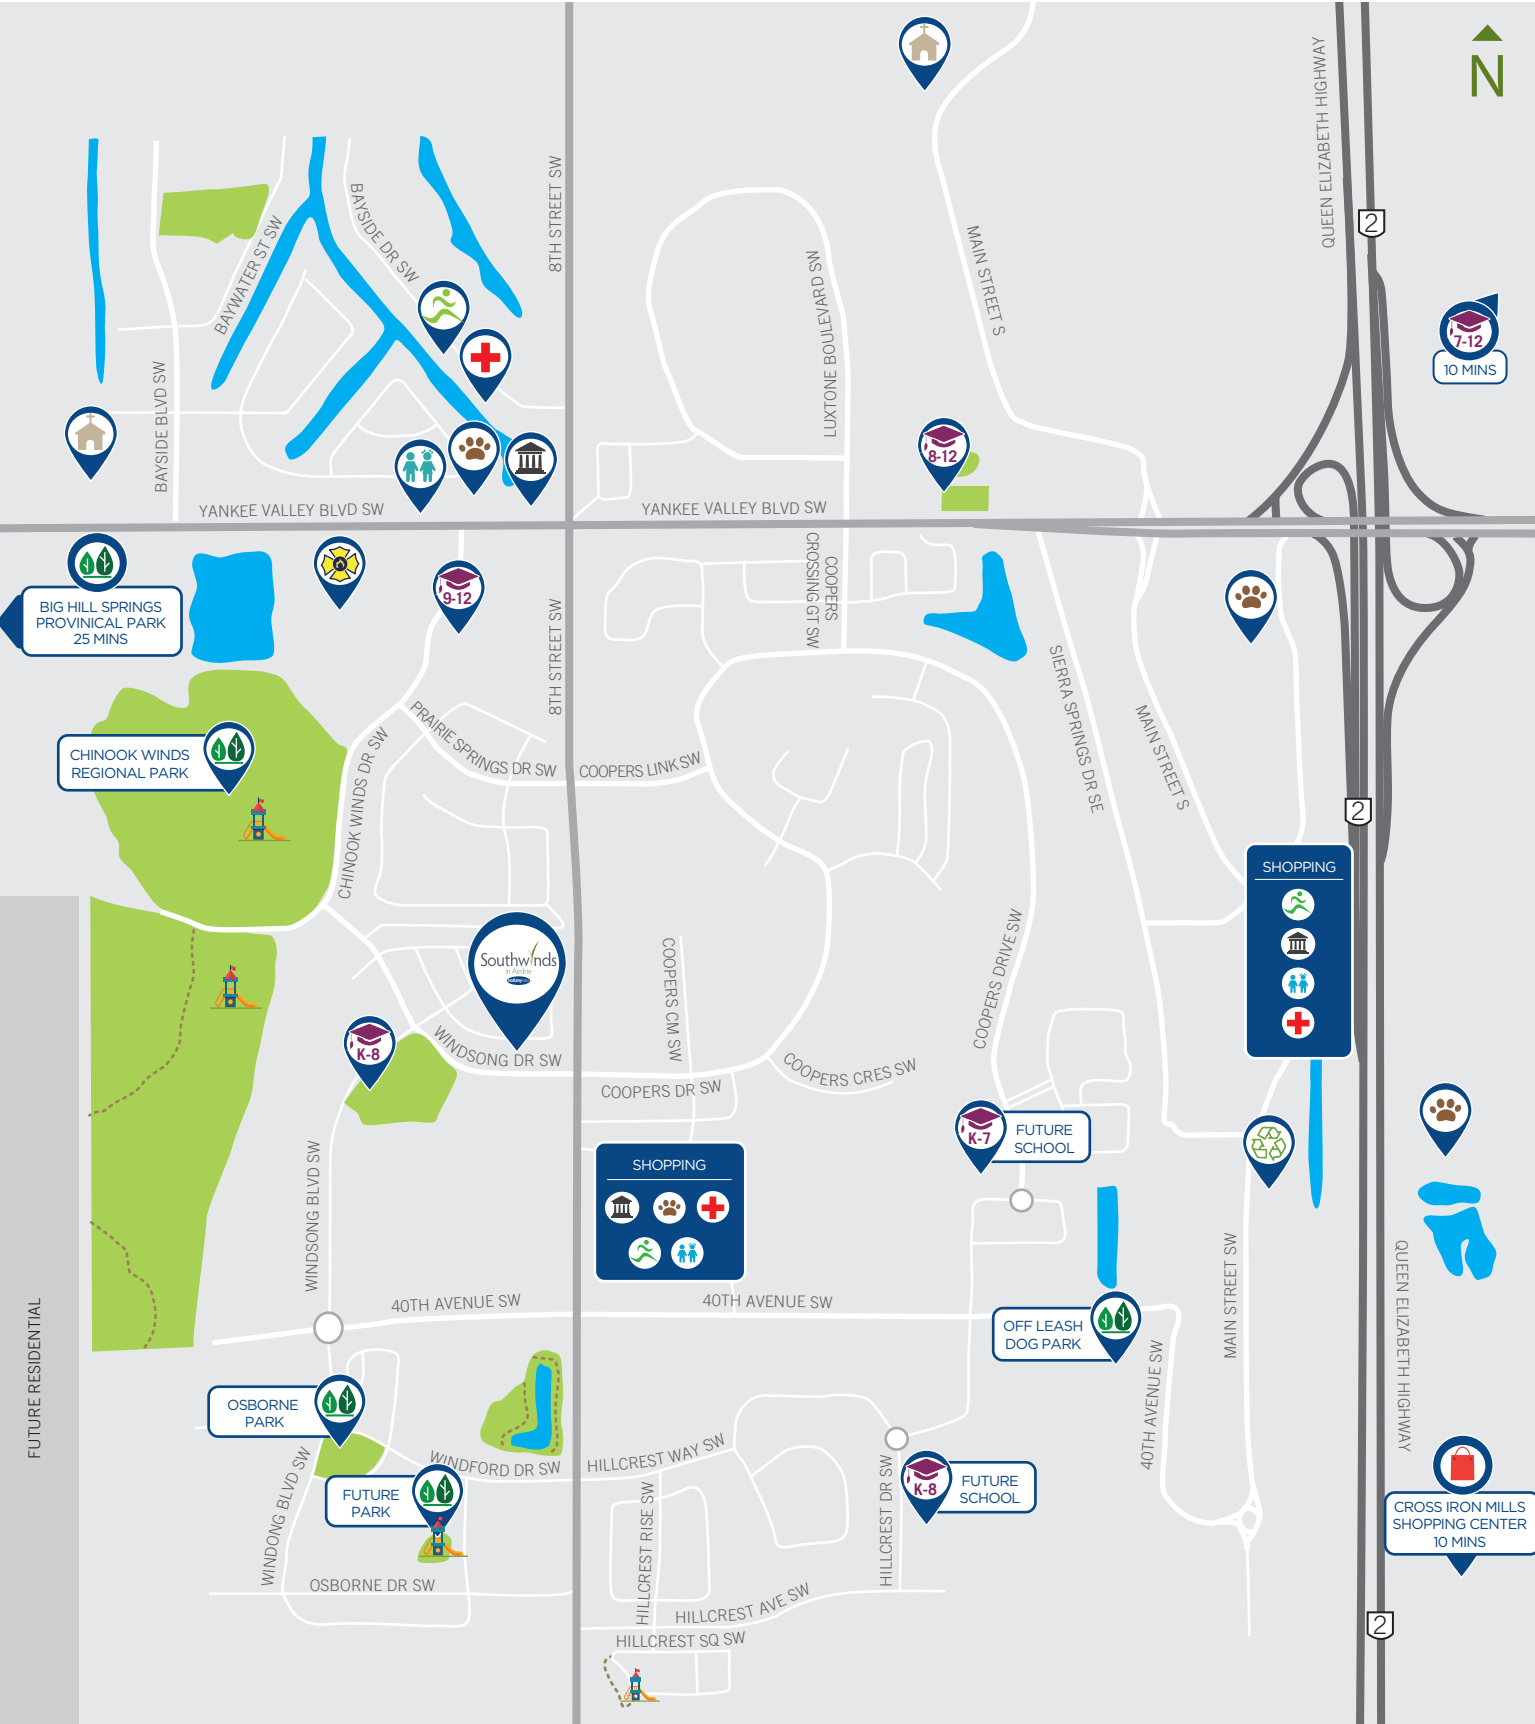 N
QUEEN ELIZABETH HIGHWAY
2
8TH STREET SW
BAYSIDE DR SW
BAYWATER ST SW
MAIN STREET S
LUXTONE BOULEVARD SW
7-12
10 MINS
BAYSIDE BLVD SW
8-12
YANKEE VALLEY BLVD SW
YANKEE VALLEY BLVD SW
COOPERS
CROSSING GT SW
BIG HILL SPRINGS
PROVINICAL PARK
25 MINS
9-12
8TH STREET SW
SIERRA SPRINGS DR SE
MAIN STREET S
PRAIRIE SPRINGS DR SW
COOPERS LINK SW
CHINOOK WINDS
REGIONAL PARK
CHINOOK WINDS DR SW
2
SHOPPING
Southwinds
in Airdrie
COOPERS CM SW
COOPERS DRIVE SW
K-8
WINDSONG DR SW
COOPERS DR SW
COOPERS CRES SW
K-7
FUTURE
SCHOOL
SHOPPING
WINDSONG BLVD SW
MAIN STREET SW
QUEEN ELIZABETH HIGHWAY
40TH AVENUE SW
40TH AVENUE SW
OFF LEASH
DOG PARK
40TH AVENUE SW
FUTURE RESIDENTIAL
OSBORNE
PARK
WINDFORD DR SW
HILLCREST WAY SW
WINDONG BLVD SW
FUTURE
PARK
HILLCREST RISE SW
HILLCREST DR SW
K-8
FUTURE
SCHOOL
CROSS IRON MILLS
SHOPPING CENTER
10 MINS
OSBORNE DR SW
HILLCREST AVE SW
HILLCREST SQ SW
2